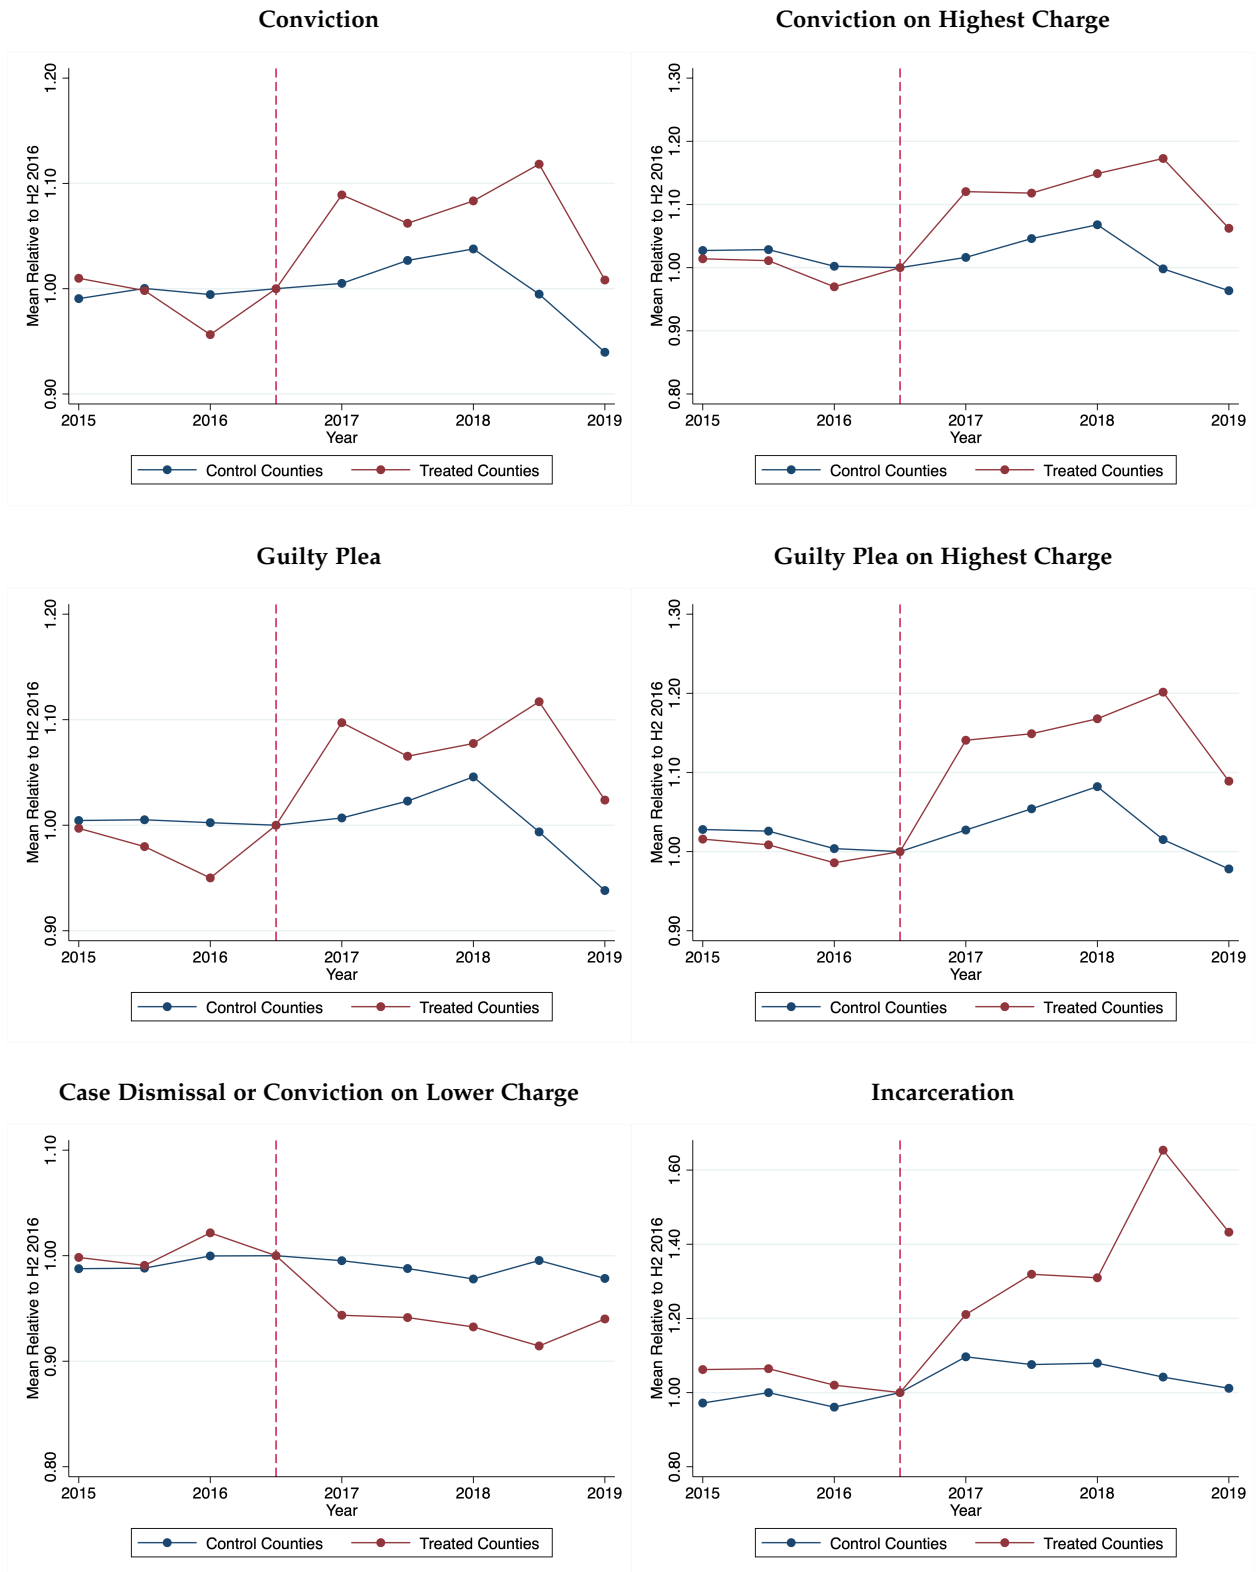 Conviction
Conviction on Highest Charge
Mean Relative to H2 2016
1.20
1.10
1.00
0.90
2015 2016 2017 2018 2019
Year
Control Counties Treated Counties
Mean Relative to H2 2016
1.30
1.20
1.10
1.00
0.90
0.80
2015 2016 2017 2018 2019
Year
Control Counties Treated Counties
Guilty Plea
Guilty Plea on Highest Charge
Mean Relative to H2 2016
1.20
1.10
1.00
0.90
2015 2016 2017 2018 2019
Year
Control Counties Treated Counties
Mean Relative to H2 2016
1.30
1.20
1.10
1.00
0.90
2015 2016 2017 2018 2019
Year
Control Counties Treated Counties
Case Dismissal or Conviction on Lower Charge
Incarceration
Mean Relative to H2 2016
1.10
1.00
0.90
0.80
2015 2016 2017 2018 2019
Year
Control Counties Treated Counties
Mean Relative to H2 2016
1.60
1.40
1.20
1.00
0.80
2015 2016 2017 2018 2019
Year
Control Counties Treated Counties